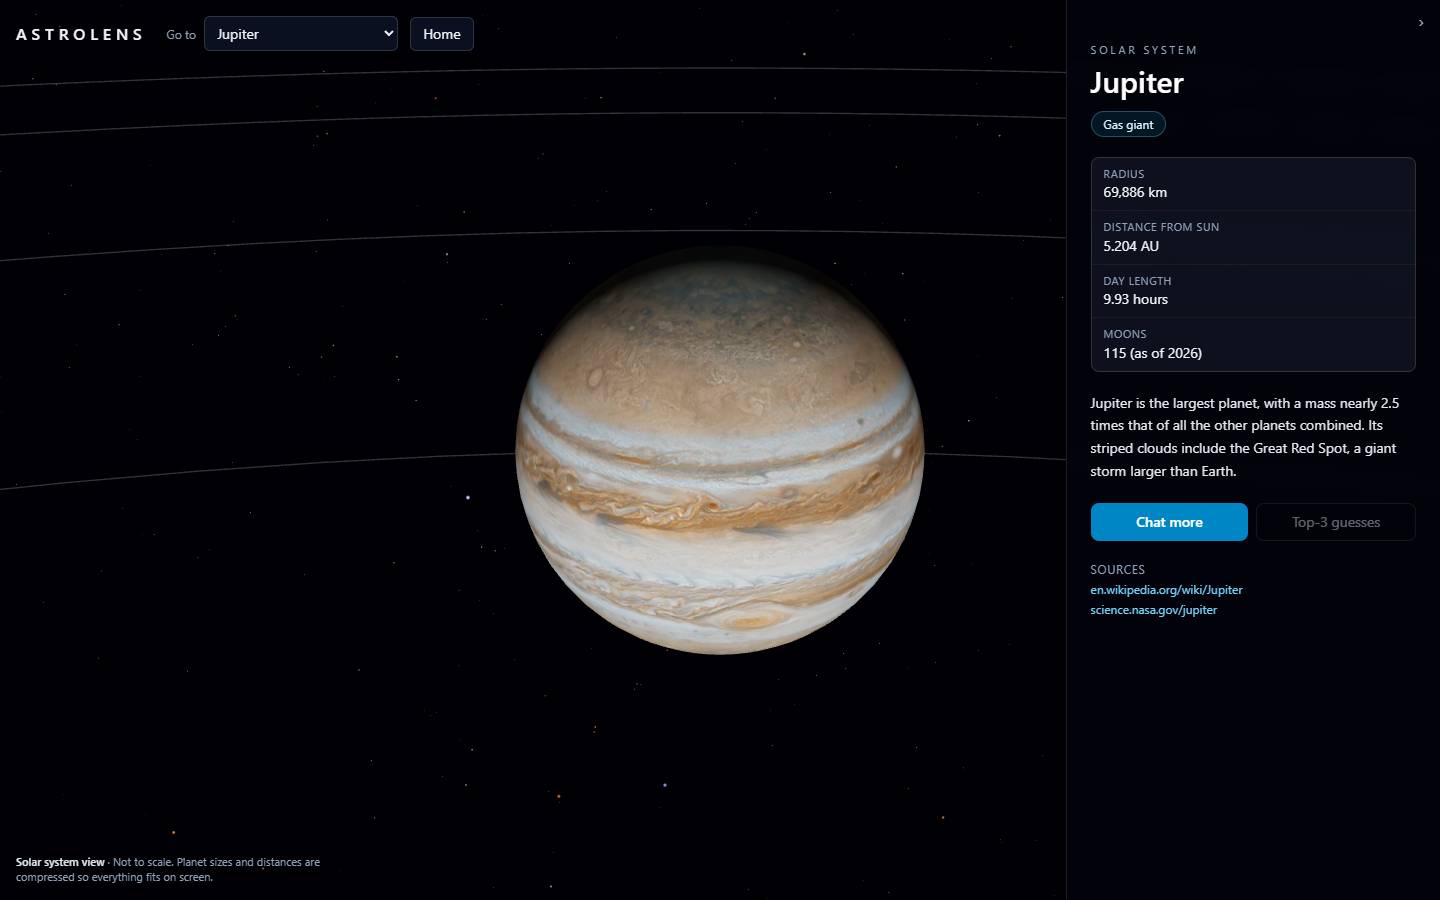 ASTROLENS
Go to
Jupiter
Home
›
SOLAR SYSTEM
Jupiter
Gas giant
RADIUS
69,886 km
DISTANCE FROM SUN
5.204 AU
DAY LENGTH
9.93 hours
MOONS
115 (as of 2026)
Jupiter is the largest planet, with a mass nearly 2.5
times that of all the other planets combined. Its
striped clouds include the Great Red Spot, a giant
storm larger than Earth.
Chat more
Top-3 guesses
SOURCES
en.wikipedia.org/wiki/Jupiter
science.nasa.gov/jupiter
Solar system view · Not to scale. Planet sizes and distances are
compressed so everything fits on screen.